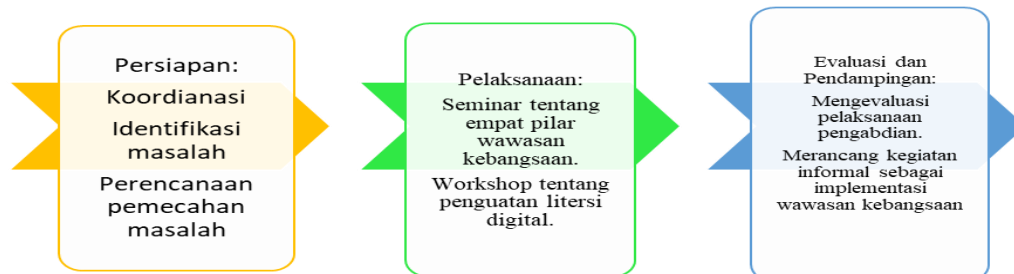 Persiapan:
Koordianasi
Identifikasi
masalah
Perencanaan
pemecahan
masalah
Pelaksanaan:
Seminar tentang
empat pilar
wawasan
kebangsaan.
Workshop tentang
penguatan litersi
digital.
Evaluasi dan
Pendampingan:
Mengevaluasi
pelaksanaan
pengabdian.
Merancang kegiatan
informal sebagai
implementasi
wawasan kebangsaan